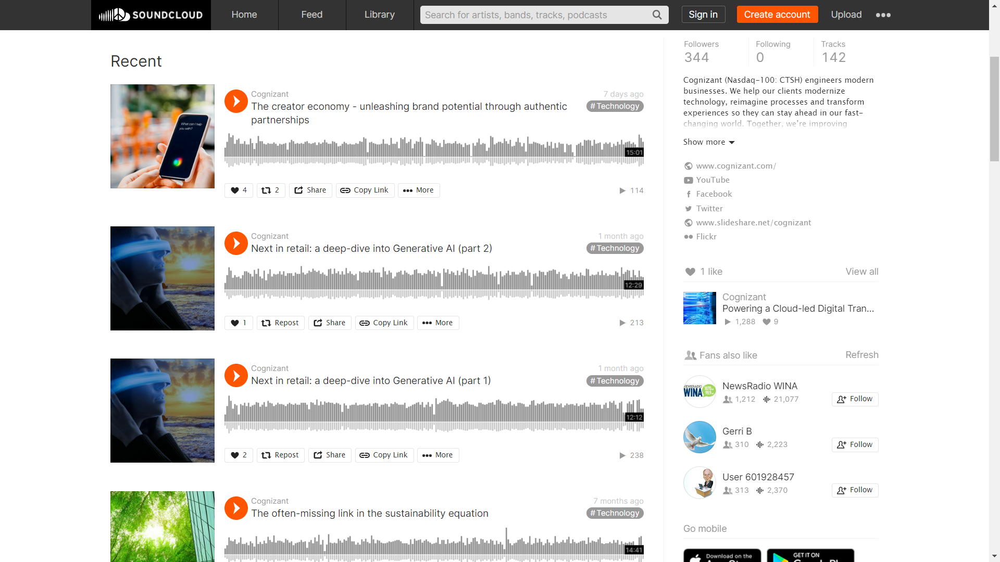 SOUNDCLOUD
Home
Feed
Library
Search for artists, bands, tracks, podcasts
Sign in
Create account
Upload
Recent
What can I help
you with?
Cognizant
7 days ago
The creator economy - unleashing brand potential through authentic
partnerships
# Technology
15:01
4
2
Share
Copy Link
More
114
Cognizant
1 month ago
Next in retail: a deep-dive into Generative AI (part 2)
# Technology
12:29
1
Repost
Share
Copy Link
More
213
Cognizant
1 month ago
Next in retail: a deep-dive into Generative AI (part 1)
# Technology
12:12
2
Repost
Share
Copy Link
More
238
Cognizant
7 months ago
The often-missing link in the sustainability equation
# Technology
14:41
Followers
344
Following
0
Tracks
142
Cognizant (Nasdaq-100: CTSH) engineers modern
businesses. We help our clients modernize
technology, reimagine processes and transform
experiences so they can stay ahead in our fast-
changing world. Together, we're improving
Show more
www.cognizant.com/
YouTube
Facebook
Twitter
www.slideshare.net/cognizant
Flickr
1 like
View all
Cognizant
Powering a Cloud-led Digital Tran...
1,288
9
Fans also like
Refresh
NEWSRADIO
WINA
1070
98.9
NewsRadio WINA
1,212
21,077
Follow
Gerri B
310
2,223
Follow
User 601928457
313
2,370
Follow
Go mobile
Download on the
GET IT ON